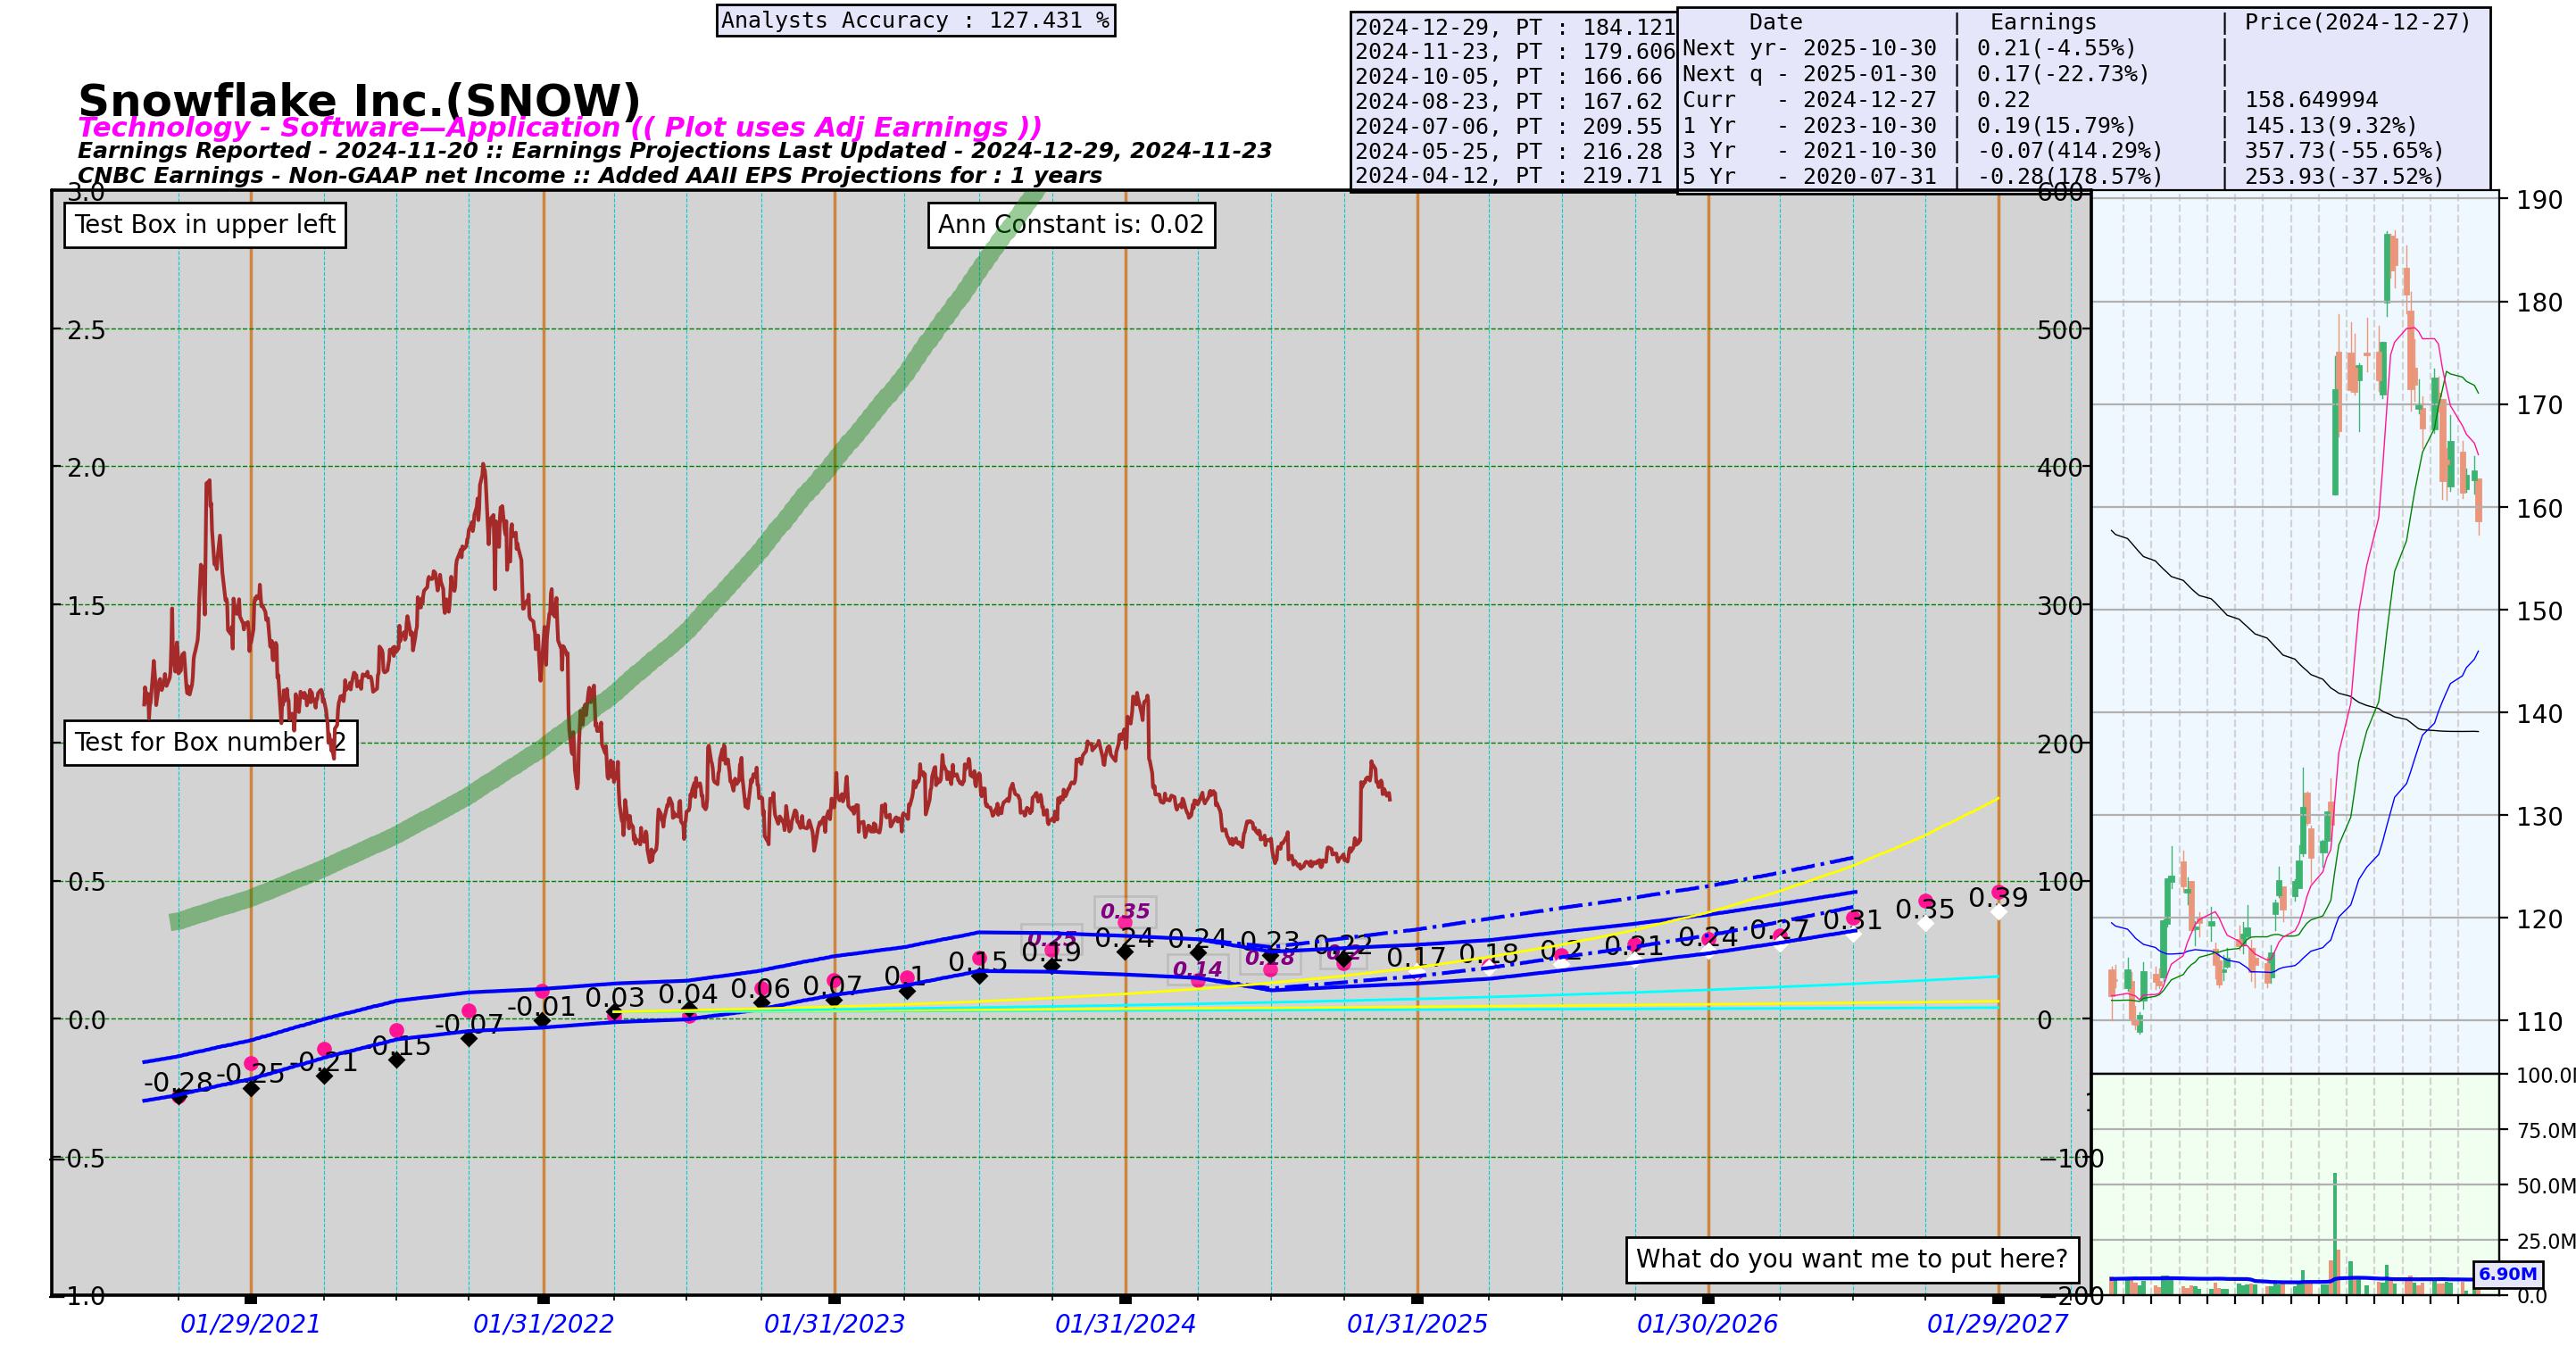 Analysts Accuracy : 127.431 %
2024-12-29, PT : 184.121
2024-11-23, PT : 179.606
2024-10-05, PT : 166.66
2024-08-23, PT : 167.62
2024-07-06, PT : 209.55
2024-05-25, PT : 216.28
2024-04-12, PT : 219.71
Date | Earnings | Price(2024-12-27)
Next yr- 2025-10-30 | 0.21(-4.55%) |
Next q - 2025-01-30 | 0.17(-22.73%) |
Curr - 2024-12-27 | 0.22 | 158.649994
1 Yr - 2023-10-30 | 0.19(15.79%) | 145.13(9.32%)
3 Yr - 2021-10-30 | -0.07(414.29%) | 357.73(-55.65%)
5 Yr - 2020-07-31 | -0.28(178.57%) | 253.93(-37.52%)
Snowflake Inc.(SNOW)
Technology - Software—Application (( Plot uses Adj Earnings ))
Earnings Reported - 2024-11-20 :: Earnings Projections Last Updated - 2024-12-29, 2024-11-23
CNBC Earnings - Non-GAAP net Income :: Added AAII EPS Projections for : 1 years
Test Box in upper left
Ann Constant is: 0.02
Test for Box number 2
What do you want me to put here?
3.0
2.5
2.0
1.5
0.5
0.0
−0.5
−1.0
600
500
400
300
200
100
0
−100
−200
190
180
170
160
150
140
130
120
110
75.0M
50.0M
25.0M
0.0
6.90M
0.35
0.25
0.14
0.18
0.2
-0.28 -0.25 -0.21 -0.15 -0.07 -0.01 0.03 0.04 0.06 0.07 0.1 0.15 0.19 0.24 0.24 0.23 0.22 0.17 0.18 0.2 0.21 0.24 0.27 0.31 0.35 0.39
01/29/2021 01/31/2022 01/31/2023 01/31/2024 01/31/2025 01/30/2026 01/29/2027